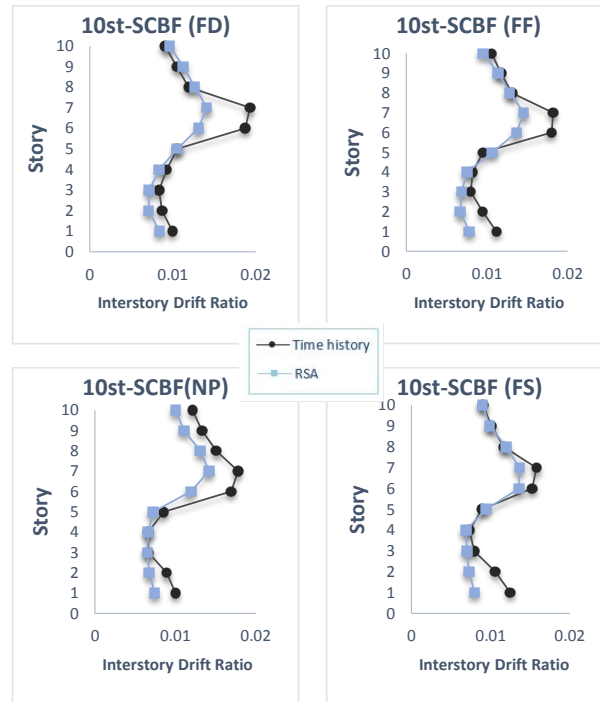 10st-SCBF (FD)
10
9
8
7
6
5
4
3
2
1
0
Story
0 0.01 0.02
Interstory Drift Ratio
10st-SCBF (FF)
10
9
8
7
6
5
4
3
2
1
0
Story
0 0.01 0.02
Interstory Drift Ratio
Time history
RSA
10st-SCBF(NP)
10
9
8
7
6
5
4
3
2
1
0
Story
0 0.01 0.02
Interstory Drift Ratio
10st-SCBF (FS)
10
9
8
7
6
5
4
3
2
1
0
Story
0 0.01 0.02
Interstory Drift Ratio